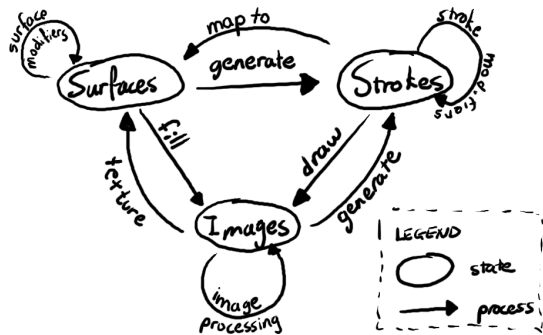 surface
modifiers
Surfaces
map to
generate
Strokes
stroke
modifiers
fill
texture
draw
generate
Images
image
processing
LEGEND
state
process